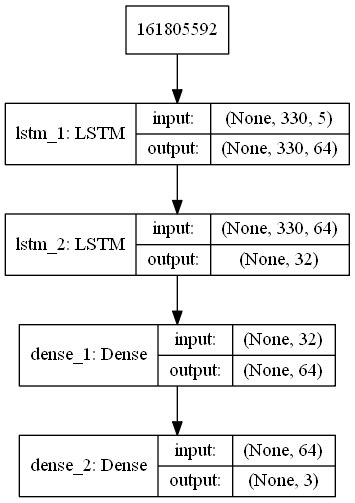 161805592
lstm_1: LSTM
input: (None, 330, 5)
output: (None, 330, 64)
lstm_2: LSTM
input: (None, 330, 64)
output: (None, 32)
dense_1: Dense
input: (None, 32)
output: (None, 64)
dense_2: Dense
input: (None, 64)
output: (None, 3)